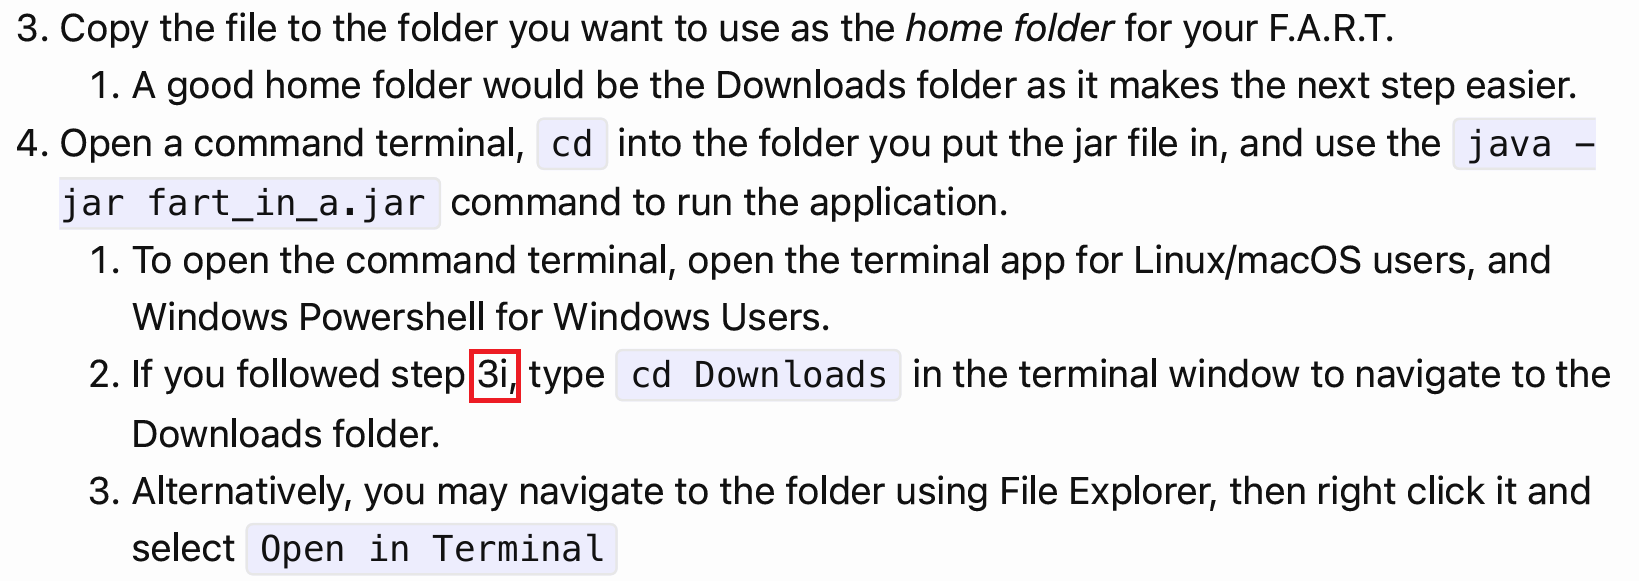 3. Copy the file to the folder you want to use as the home folder for your F.A.R.T.
1. A good home folder would be the Downloads folder as it makes the next step easier.
4. Open a command terminal, cd into the folder you put the jar file in, and use the java -
jar fart_in_a.jar command to run the application.
1. To open the command terminal, open the terminal app for Linux/macOS users, and
Windows Powershell for Windows Users.
2. If you followed step 3i, type cd Downloads in the terminal window to navigate to the
Downloads folder.
3. Alternatively, you may navigate to the folder using File Explorer, then right click it and
select Open in Terminal